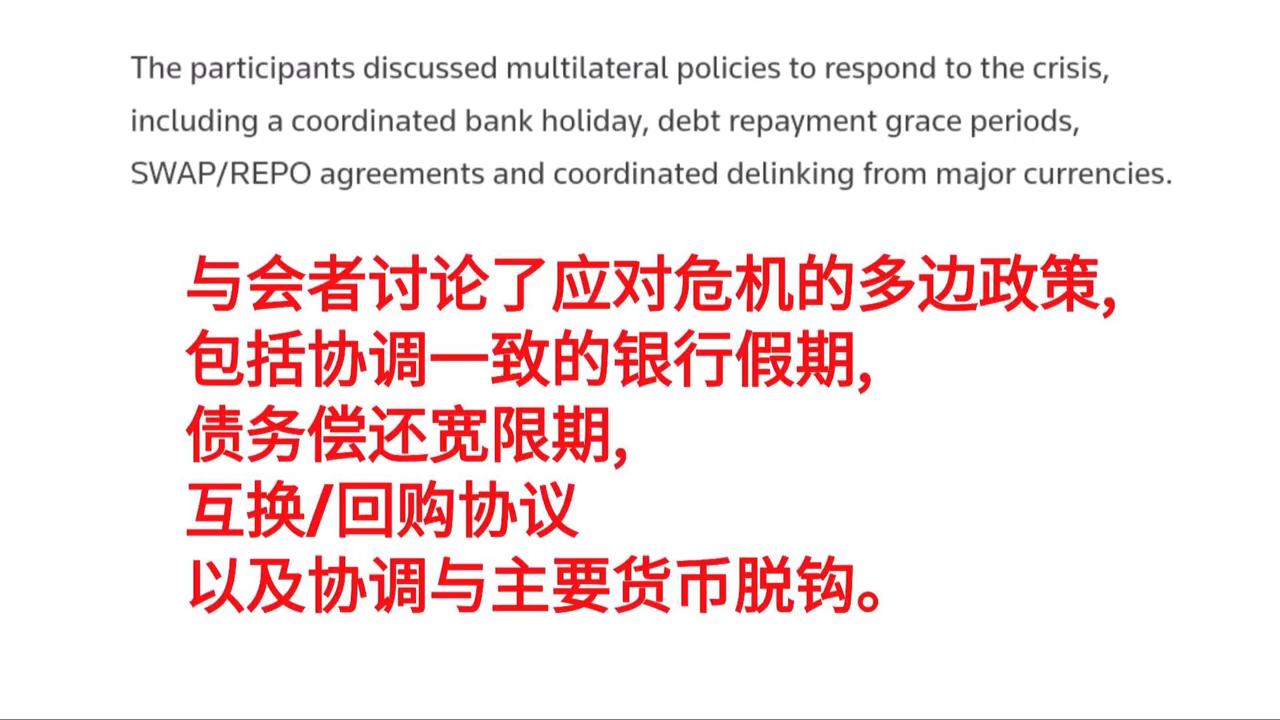 The participants discussed multilateral policies to respond to the crisis,
including a coordinated bank holiday, debt repayment grace periods,
SWAP/REPO agreements and coordinated delinking from major currencies.
与会者讨论了应对危机的多边政策,
包括协调一致的银行假期,
债务偿还宽限期,
互换/回购协议
以及协调与主要货币脱钩。